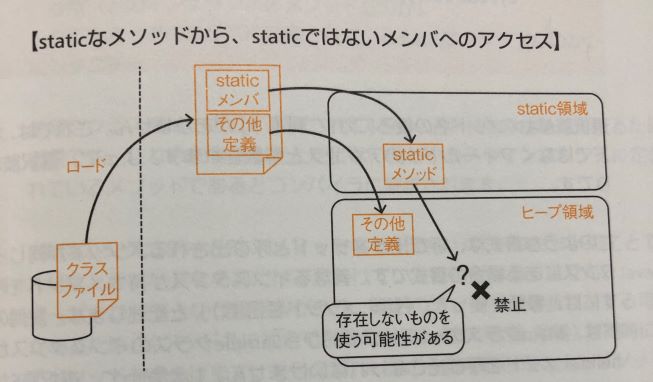 【staticなメソッドから、staticではないメンバへのアクセス】
static
メンバ
その他
定義
static領域
ロード
static
メソッド
ヒープ領域
その他
定義
クラス
ファイル
?
禁止
存在しないものを
使う可能性がある